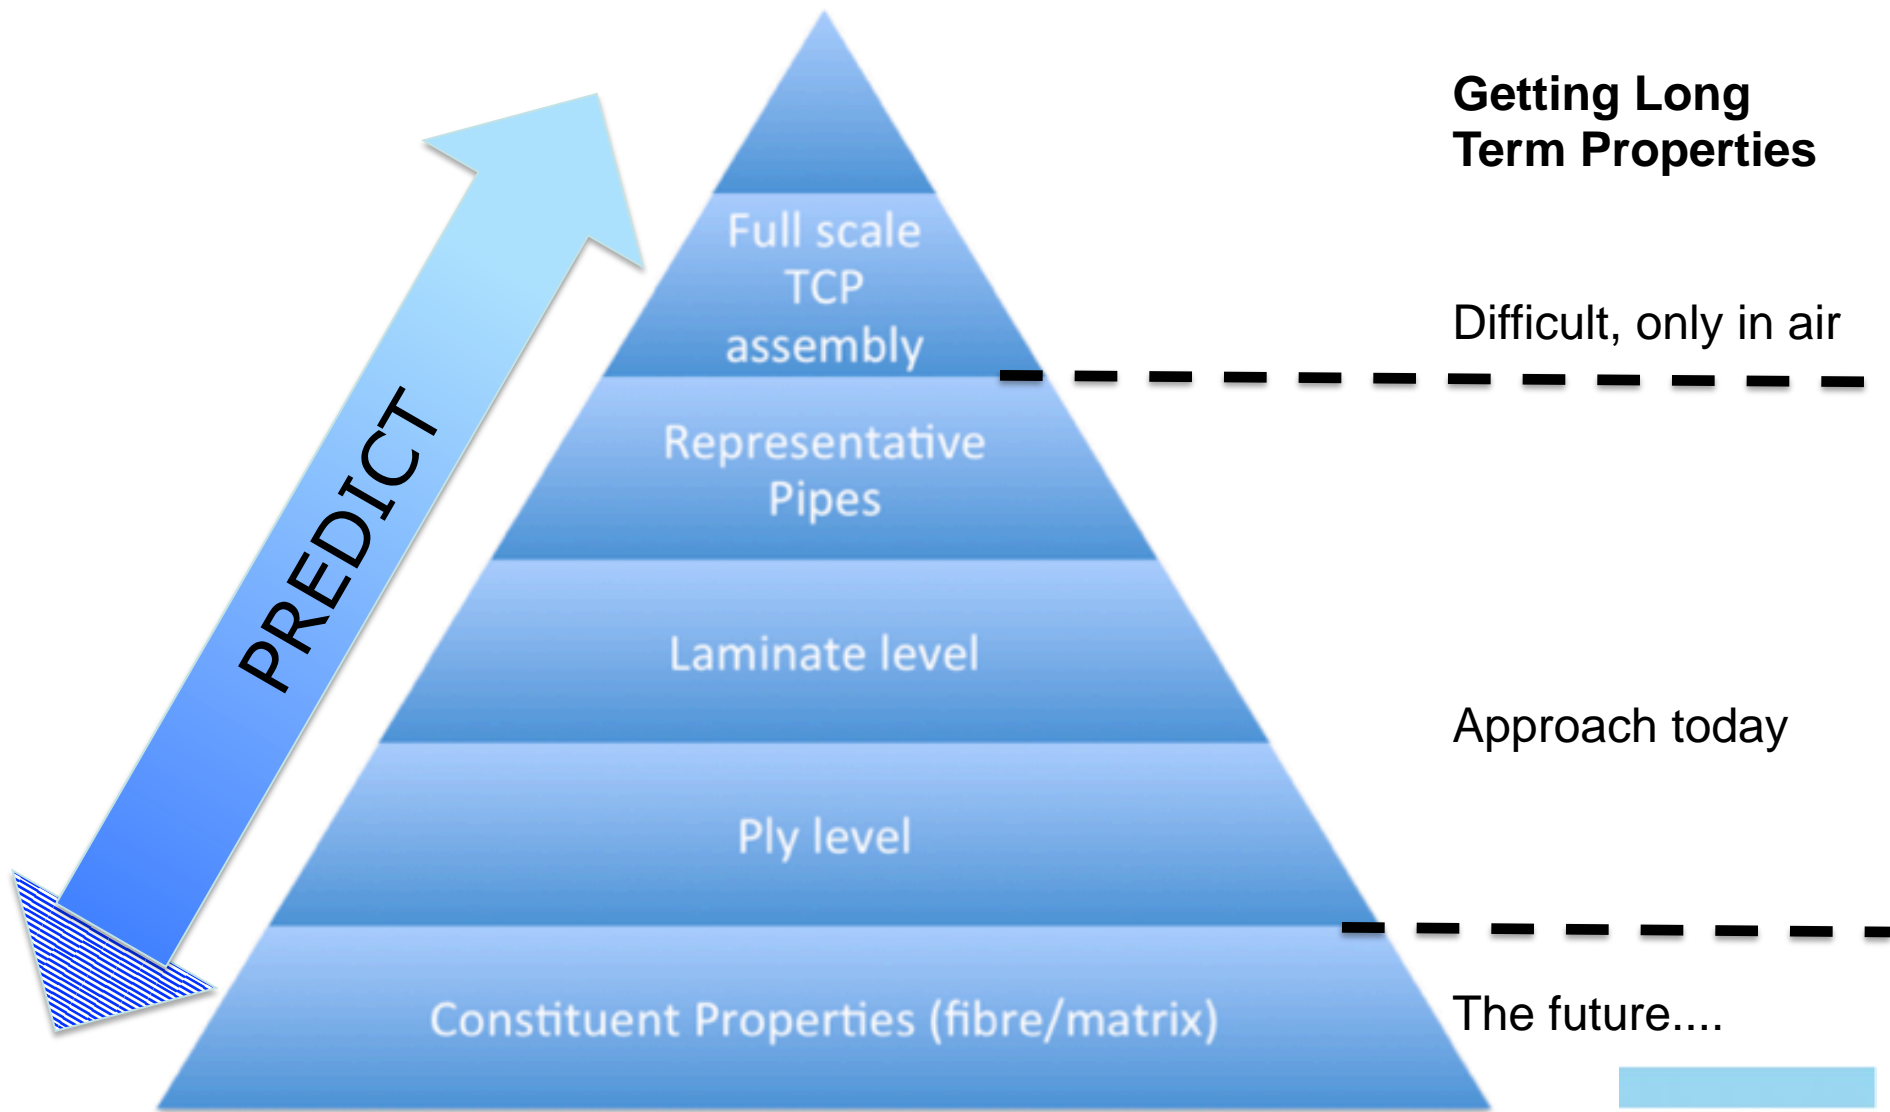 Getting Long
Term Properties
Full scale
TCP
assembly
Difficult, only in air
PREDICT
Representative
Pipes
Laminate level
Approach today
Ply level
Constituent Properties (fibre/matrix)
The future....